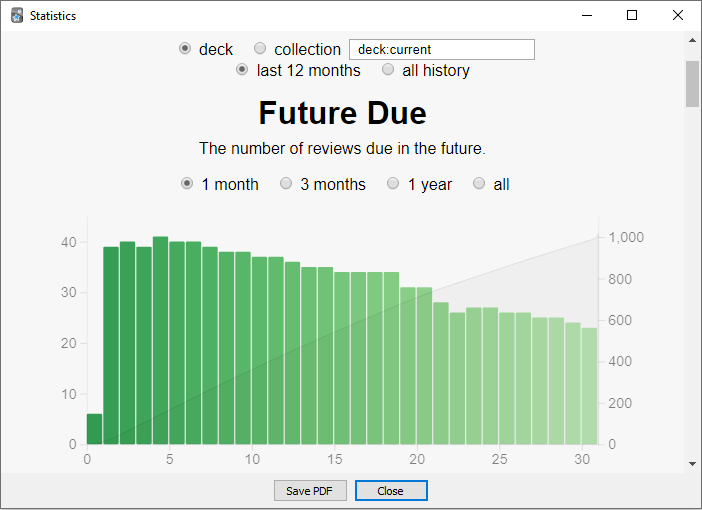 Statistics
deck collection deck:current
last 12 months all history
Future Due
The number of reviews due in the future.
1 month 3 months 1 year all
40 1,000
30 800
20 600
10 400
0 200
0
0 5 10 15 20 25 30
Save PDF Close